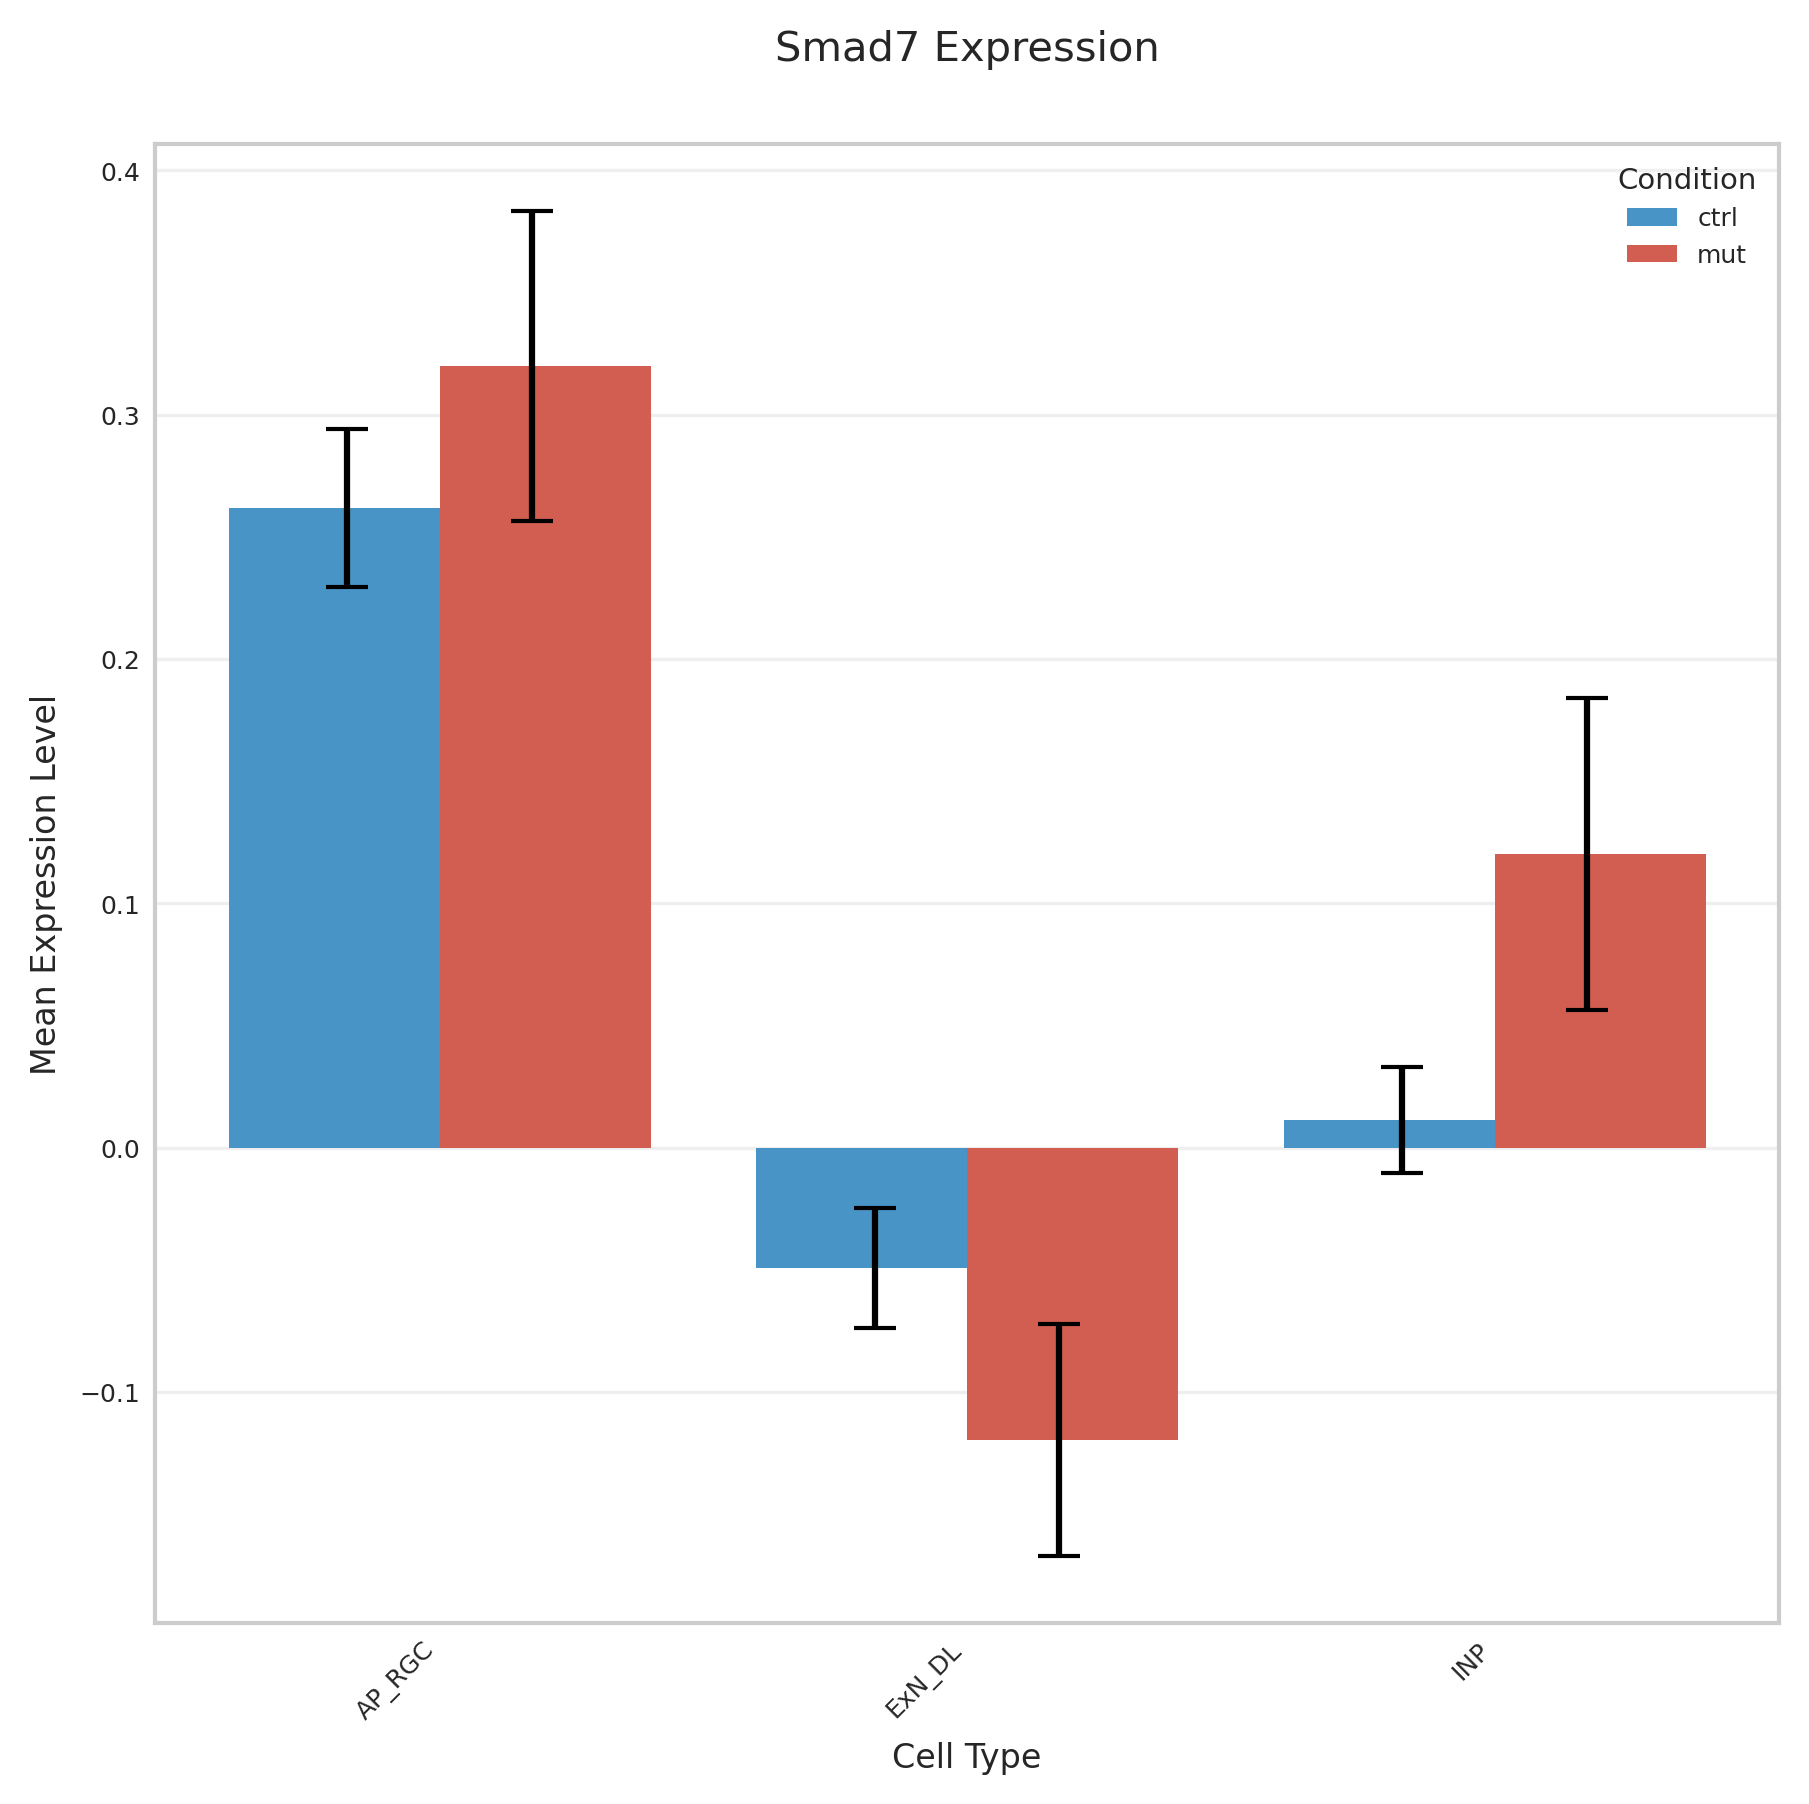 Smad7 Expression
Condition
ctrl
mut
0.4
0.3
0.2
0.1
0.0
−0.1
Mean Expression Level
AP_RGC
ExN_DL
INP
Cell Type